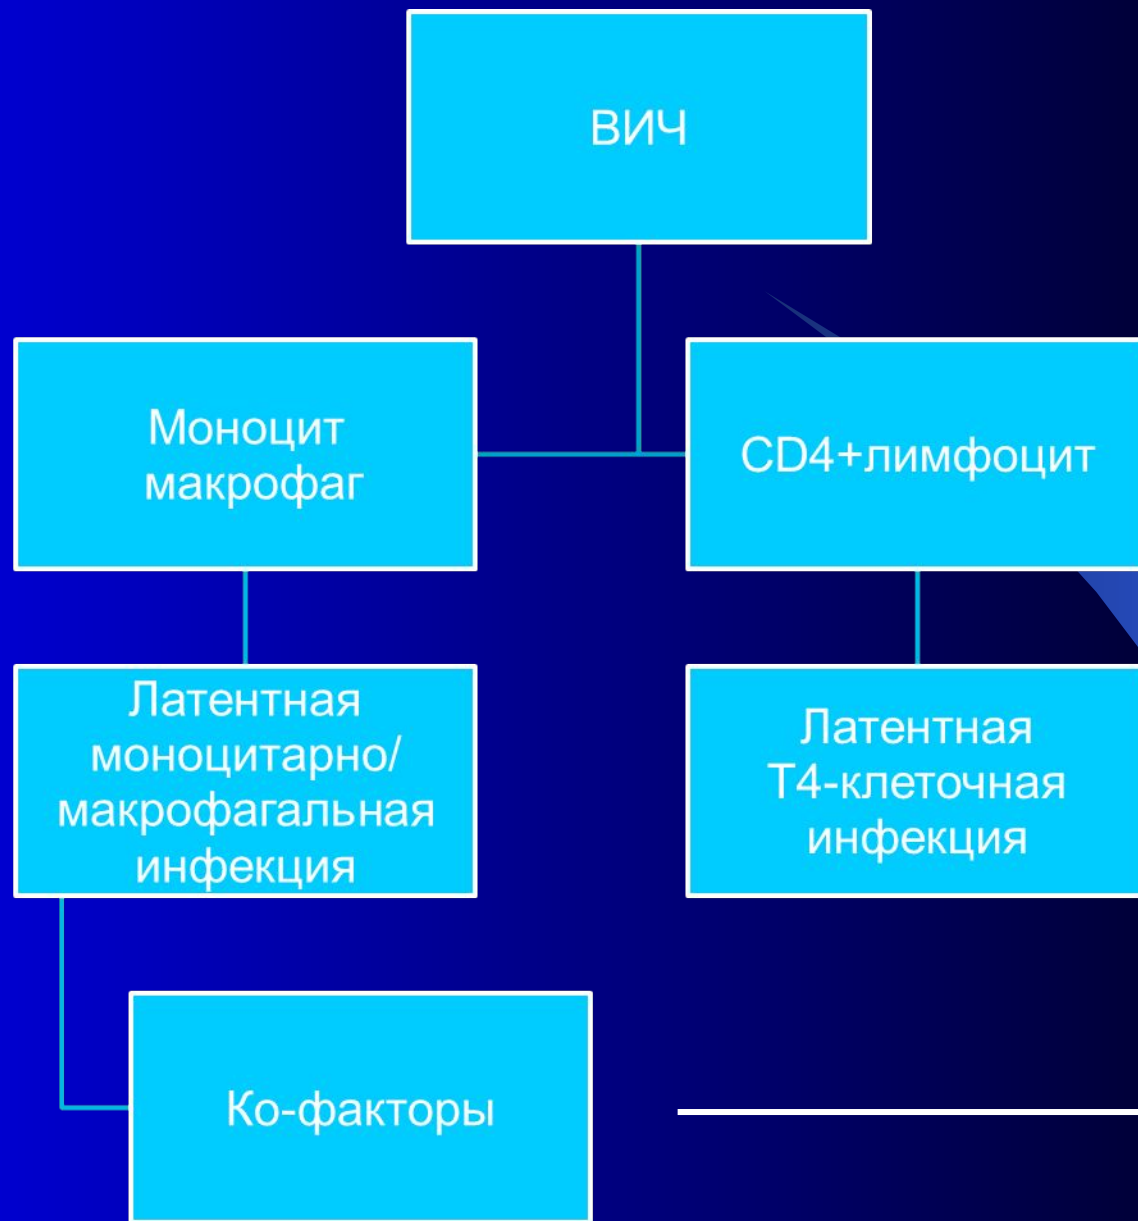 ВИЧ
Моноцит
макрофаг
CD4+лимфоцит
Латентная
моноцитарно/
макрофагальная
инфекция
Латентная
Т4-клеточная
инфекция
Ко-факторы